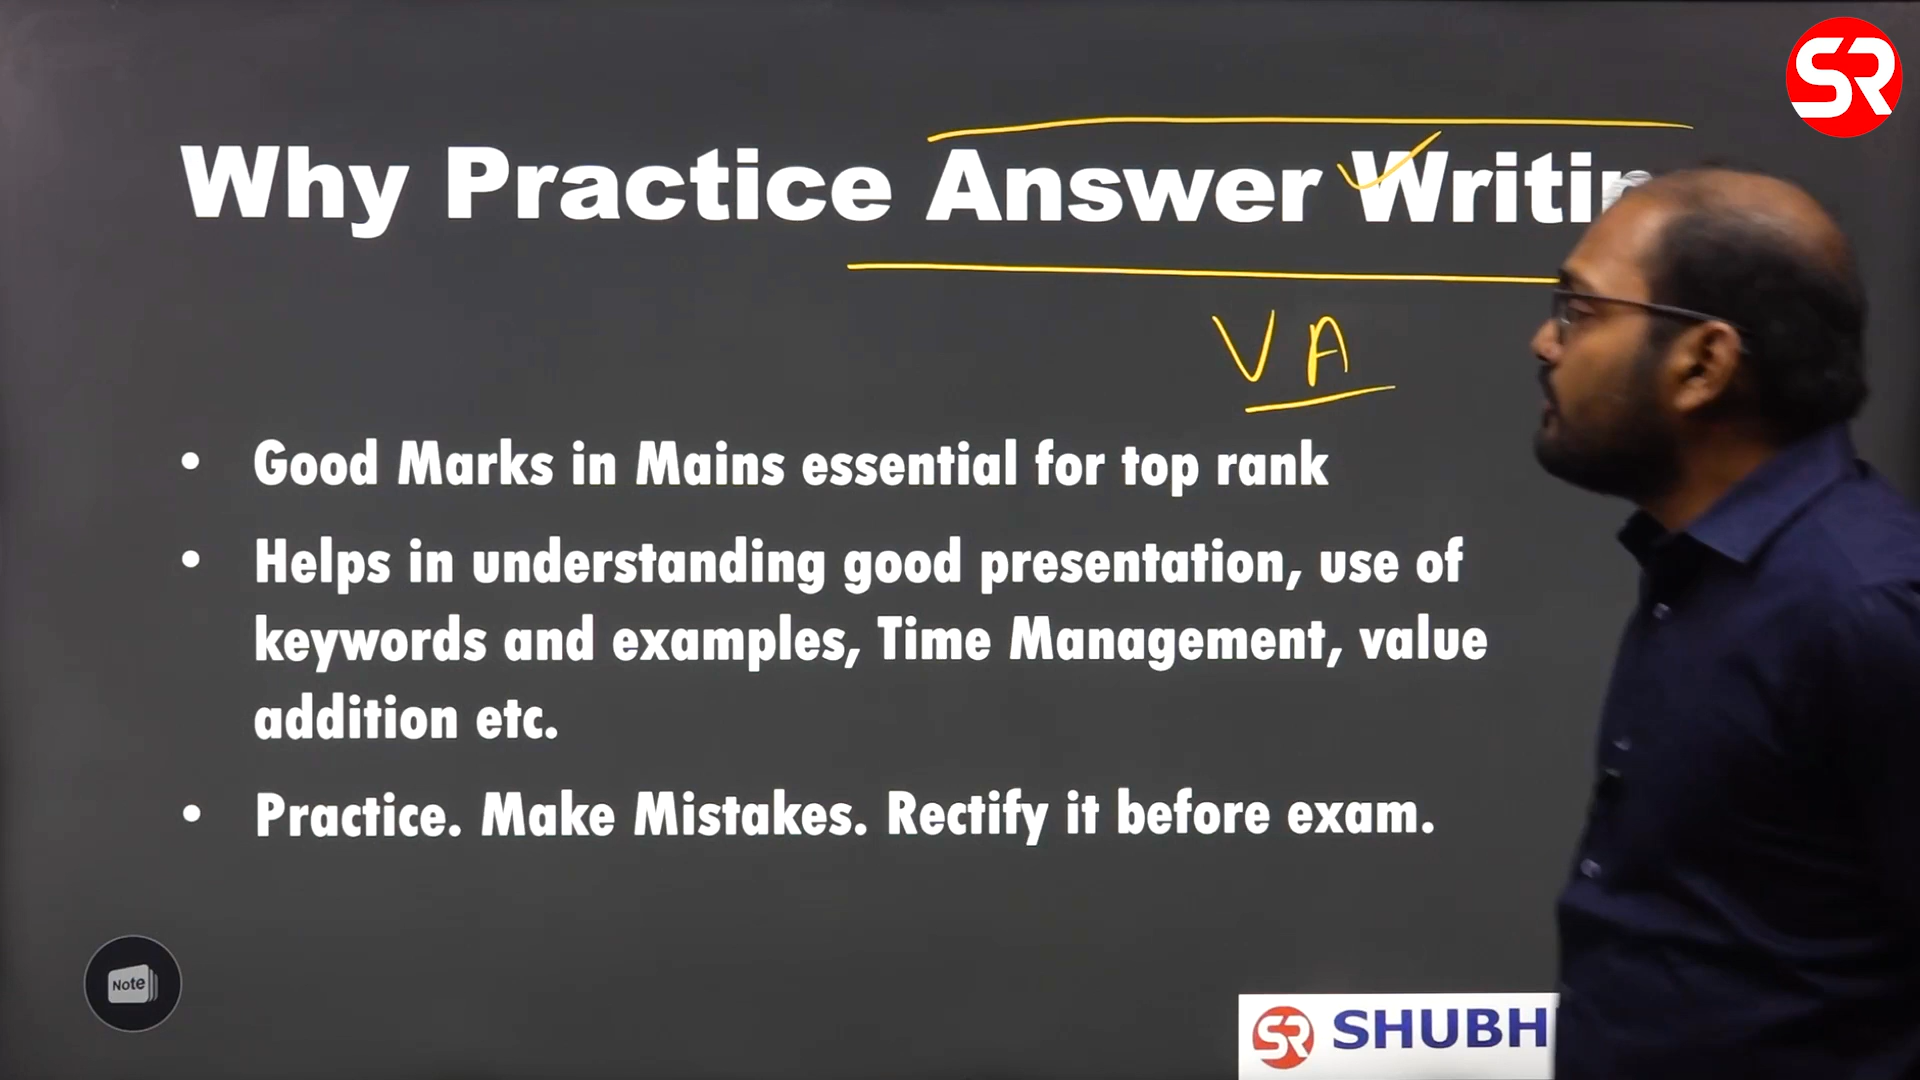 SR
Why Practice Answer Writin
VA
• Good Marks in Mains essential for top rank
• Helps in understanding good presentation, use of
keywords and examples, Time Management, value
addition etc.
• Practice. Make Mistakes. Rectify it before exam.
Note
SR SHUBH